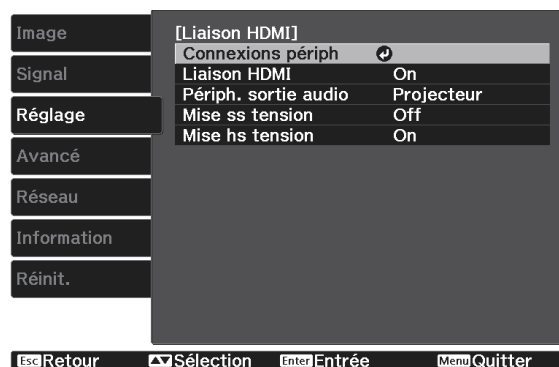 Image
Signal
Réglage
Avancé
Réseau
Information
Réinit.
[Liaison HDMI]
Connexions périph
Liaison HDMI On
Périph. sortie audio Projecteur
Mise ss tension Off
Mise hs tension On
Esc Retour Sélection Enter Entrée Menu Quitter